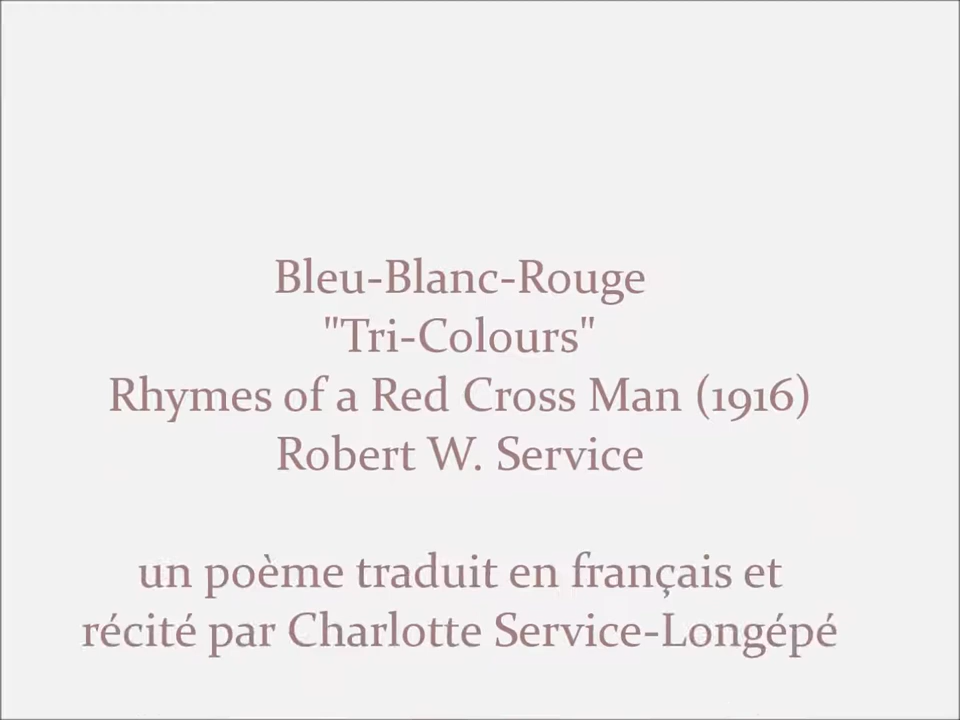 Bleu-Blanc-Rouge
"Tri-Colours"
Rhymes of a Red Cross Man (1916)
Robert W. Service
un poème traduit en français et
récité par Charlotte Service-Longépé